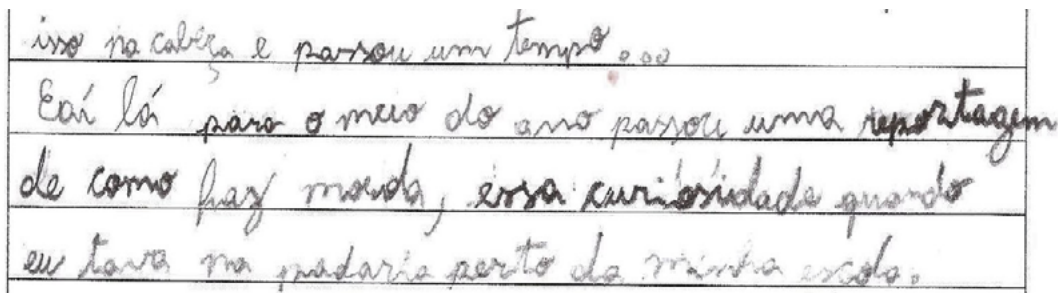 isso na cabeça e passou um tempo...
Eaí lá para o meio do ano passou uma reportagem
de como faz moeda, essa curiósidade quando
eu tava na padaria perto da minha escola.